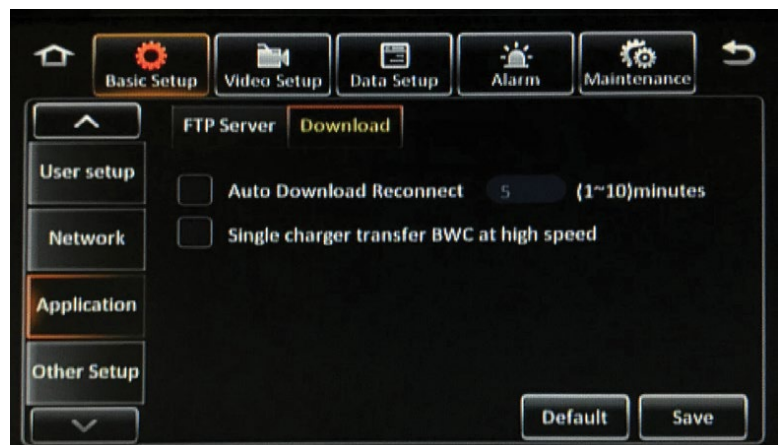 Basic Setup Video Setup Data Setup Alarm Maintenance
FTP Server Download
User setup
Auto Download Reconnect 5 (1~10)minutes
Network
Single charger transfer BWC at high speed
Application
Other Setup
Default Save